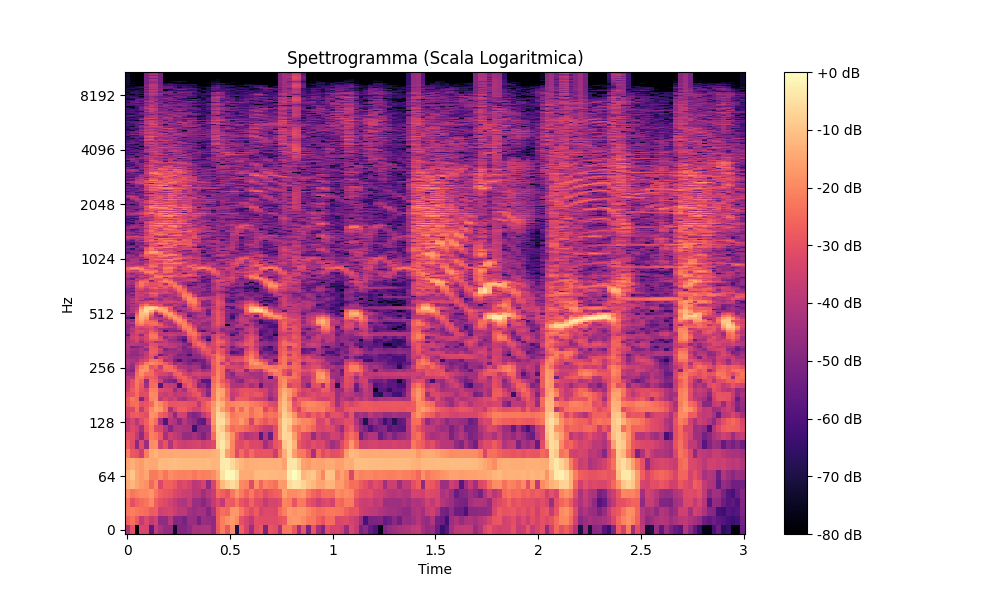 Spettrogramma (Scala Logaritmica)
Hz
8192
4096
2048
1024
512
256
128
64
0
0 0.5 1 1.5 2 2.5 3
Time
+0 dB
-10 dB
-20 dB
-30 dB
-40 dB
-50 dB
-60 dB
-70 dB
-80 dB